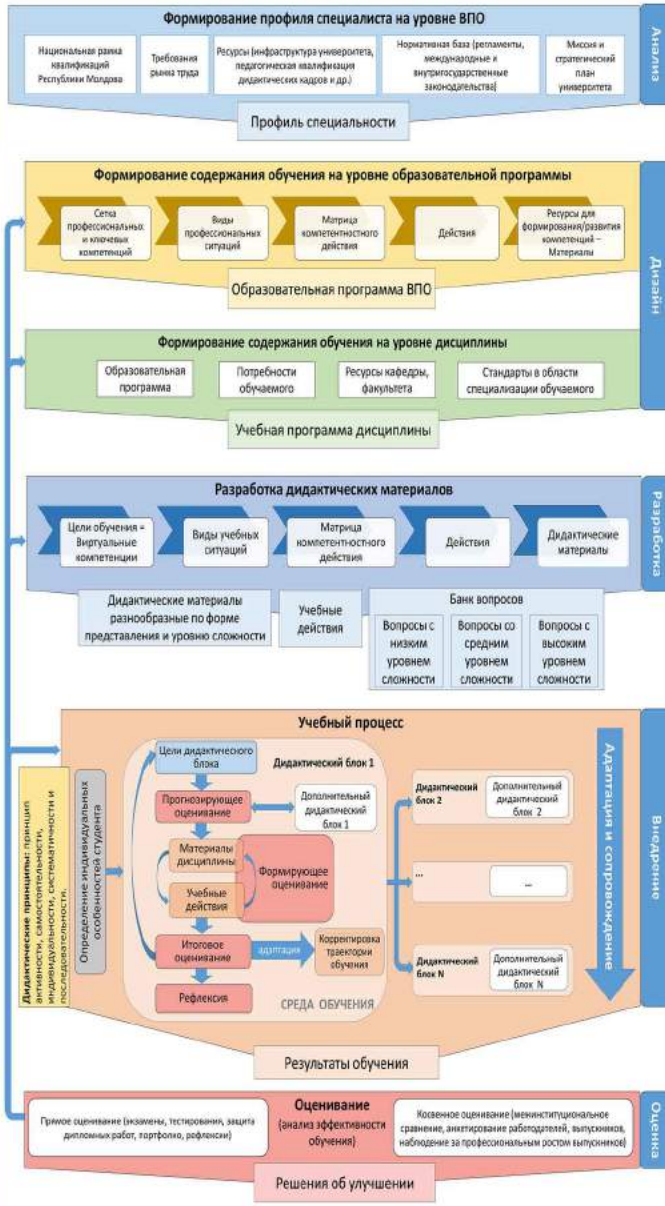 Формирование профиля специалиста на уровне ВПО
Национальная рамка
квалификаций
Республики Молдова
Требования
рынка труда
Ресурсы (инфраструктура университета,
педагогическая квалификация
дидактических кадров и др.)
Нормативная база (регламенты,
международные и
внутригосударственные
законодательства)
Миссия и
стратегический
план
университета
Профиль специальности
Анализ
Формирование содержания обучения на уровне образовательной программы
Сетка
профессиональных
и ключевых
компетенций
Виды
профессиональных
ситуаций
Матрица
компетентностного
действия
Действия
Ресурсы для
формирования/развития
компетенций –
Материалы
Образовательная программа ВПО
Дизайн
Формирование содержания обучения на уровне дисциплины
Образовательная
программа
Потребности
обучаемого
Ресурсы кафедры,
факультета
Стандарты в области
специализации обучаемого
Учебная программа дисциплины
Разработка дидактических материалов
Цели обучения =
Виртуальные
компетенции
Виды учебных
ситуаций
Матрица
компетентностного
действия
Действия
Дидактические
материалы
Разработка
Дидактические материалы
разнообразные по форме
представления и уровню сложности
Учебные
действия
Банк вопросов
Вопросы с
низким
уровнем
сложности
Вопросы со
средним
уровнем
сложности
Вопросы с
высоким
уровнем
сложности
Учебный процесс
Дидактические принципы: принцип
активности, самостоятельности,
индивидуальности, систематичности и
последовательности.
Определение индивидуальных
особенностей студента
Цели дидактического
блока
Дидактический блок 1
Прогнозирующее
оценивание
Дополнительный
дидактический
блок 1
Материалы
дисциплины
Формирующее
оценивание
Учебные
действия
Итоговое
оценивание
адаптация
Корректировка
траектории
обучения
Рефлексия
СРЕДА ОБУЧЕНИЯ
Дидактический
блок 2
Дополнительный
дидактический
блок 2
...
...
Дидактический
блок N
Дополнительный
дидактический
блок N
Адаптация и сопровождение
Внедрение
Результаты обучения
Оценивание
(анализ эффективности
обучения)
Прямое оценивание (экзамены, тестирования, защита
дипломных работ, портфолио, рефлексии)
Косвенное оценивание (менинституциональное
сравнение, анкетирование работодателей, выпускников,
наблюдение за профессиональным ростом выпускников)
Решения об улучшении
Оценка